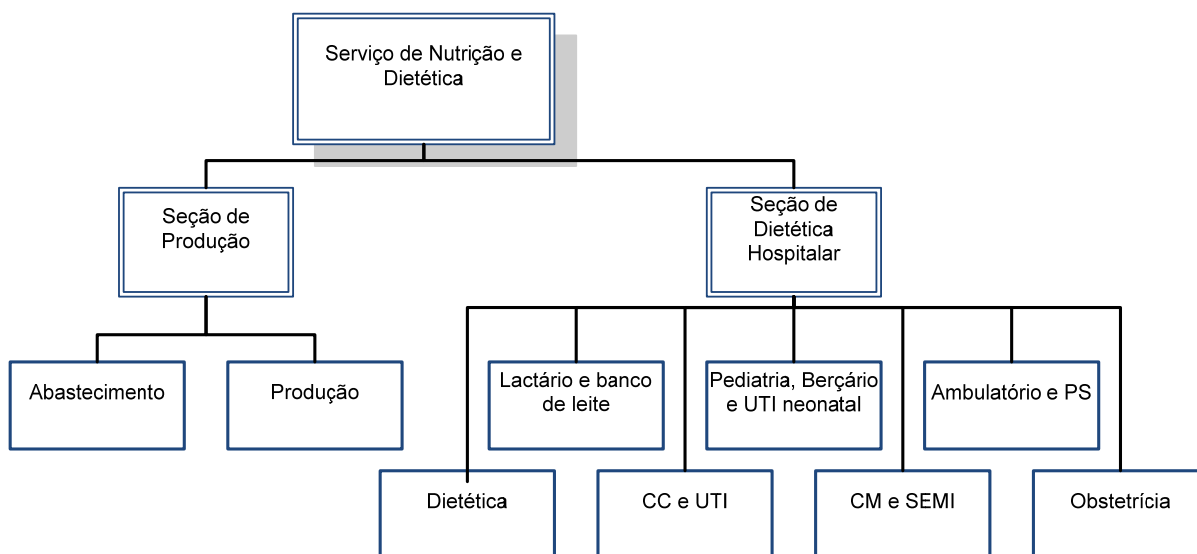 Serviço de Nutrição e
Dietética
Seção de
Produção
Seção de
Dietética
Hospitalar
Abastecimento
Produção
Lactário e banco
de leite
Pediatria, Berçário
e UTI neonatal
Ambulatório e PS
Dietética
CC e UTI
CM e SEMI
Obstetrícia